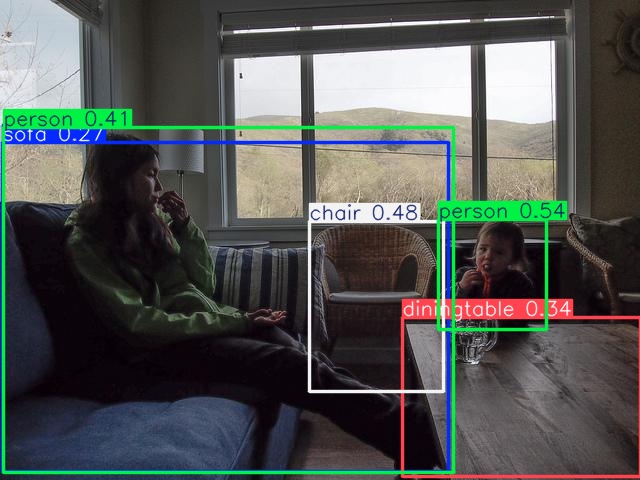 person 0.41
sofa 0.27
chair 0.48
person 0.54
diningtable 0.34